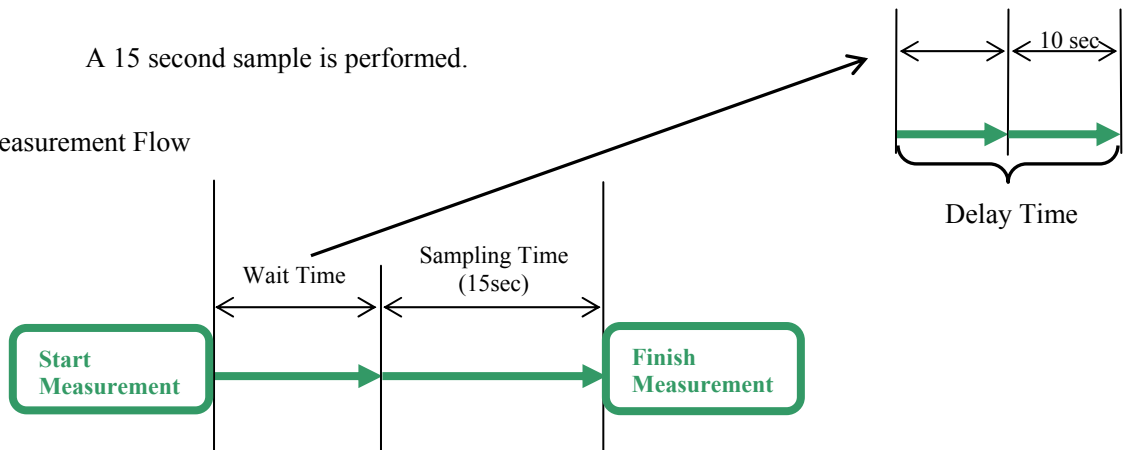 10 sec
A 15 second sample is performed.
easurement Flow
Delay Time
Wait Time
Sampling Time
(15sec)
Start
Measurement
Finish
Measurement